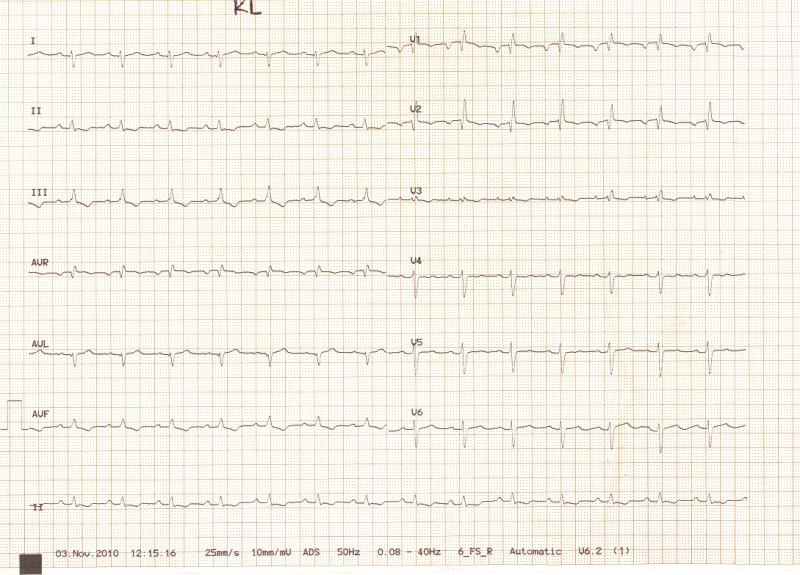 KL
I
V1
II
V2
III
V3
AVR
V4
AVL
V5
AVF
V6
II
03.Nov.2010 12:15:16 25mm/s 10mm/mV ADS 50Hz 0.08 - 40Hz 6_FS_R Automatic V6.2 (1)